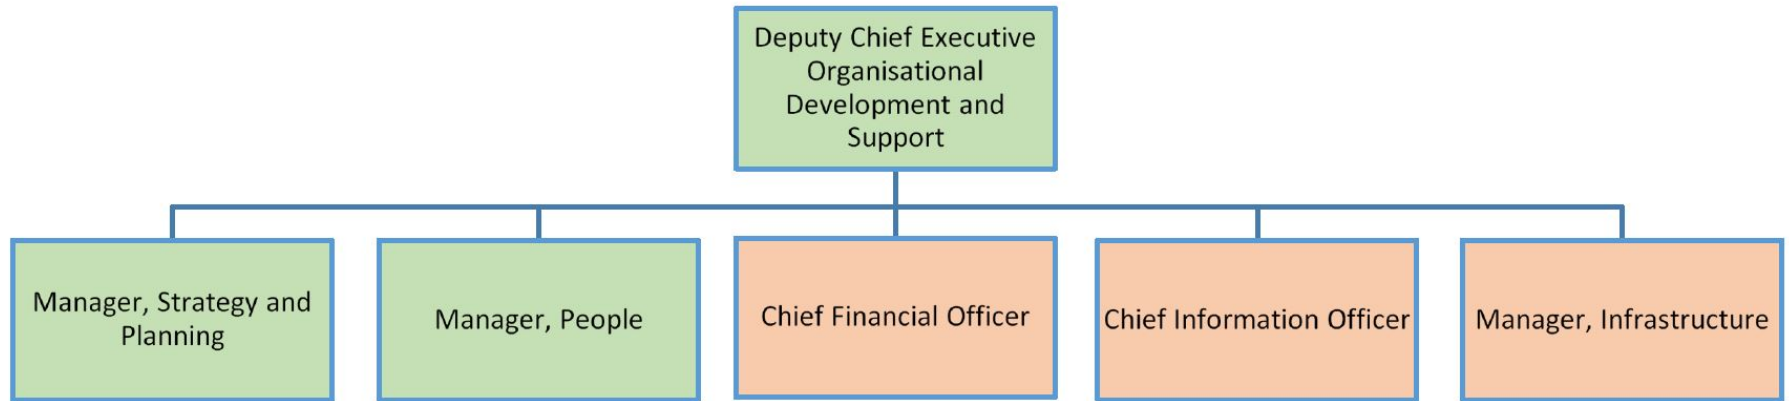 Deputy Chief Executive
Organisational
Development and
Support
Manager, Strategy and
Planning
Manager, People
Chief Financial Officer
Chief Information Officer
Manager, Infrastructure